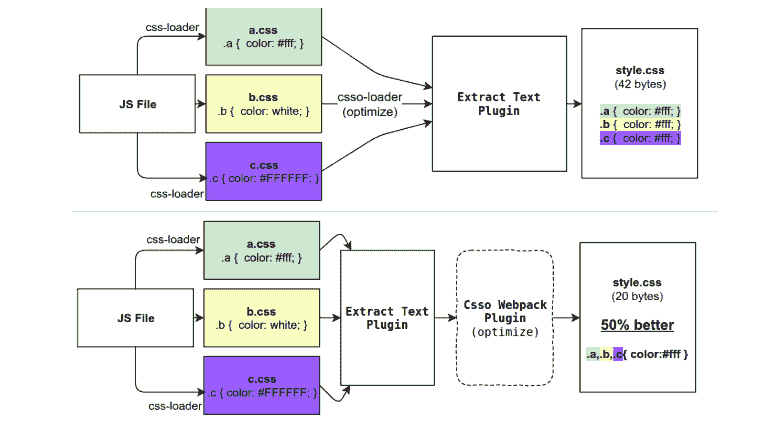 css-loader
a.css
.a { color: #fff; }
JS File
b.css
.b { color: white; }
csso-loader
(optimize)
c.css
.c { color: #FFFFFF; }
css-loader
Extract Text
Plugin
style.css
(42 bytes)
.a { color: #fff; }
.b { color: #fff; }
.c { color: #fff; }
css-loader
a.css
.a { color: #fff; }
JS File
b.css
.b { color: white; }
c.css
.c { color: #FFFFFF; }
css-loader
Extract Text
Plugin
Csso Webpack
Plugin
(optimize)
style.css
(20 bytes)
50% better
.a,.b,.c{ color:#fff }